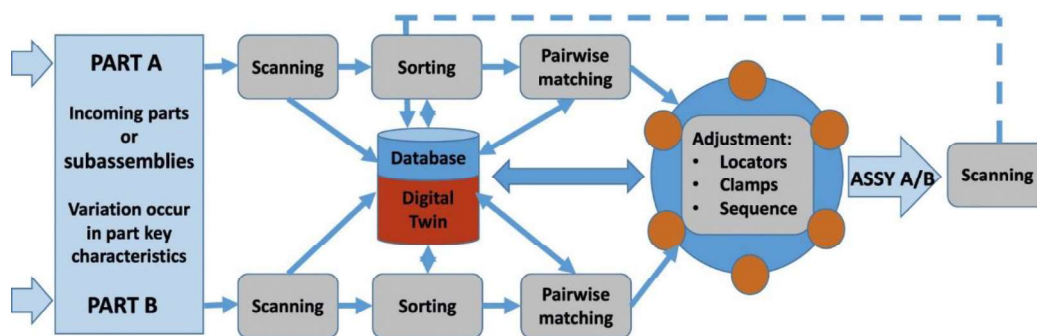 PART A
Incoming parts
or
subassemblies
Variation occur
in part key
characteristics
PART B
Scanning
Sorting
Pairwise
matching
Database
Digital
Twin
Scanning
Sorting
Pairwise
matching
Adjustment:
• Locators
• Clamps
• Sequence
ASSY A/B
Scanning